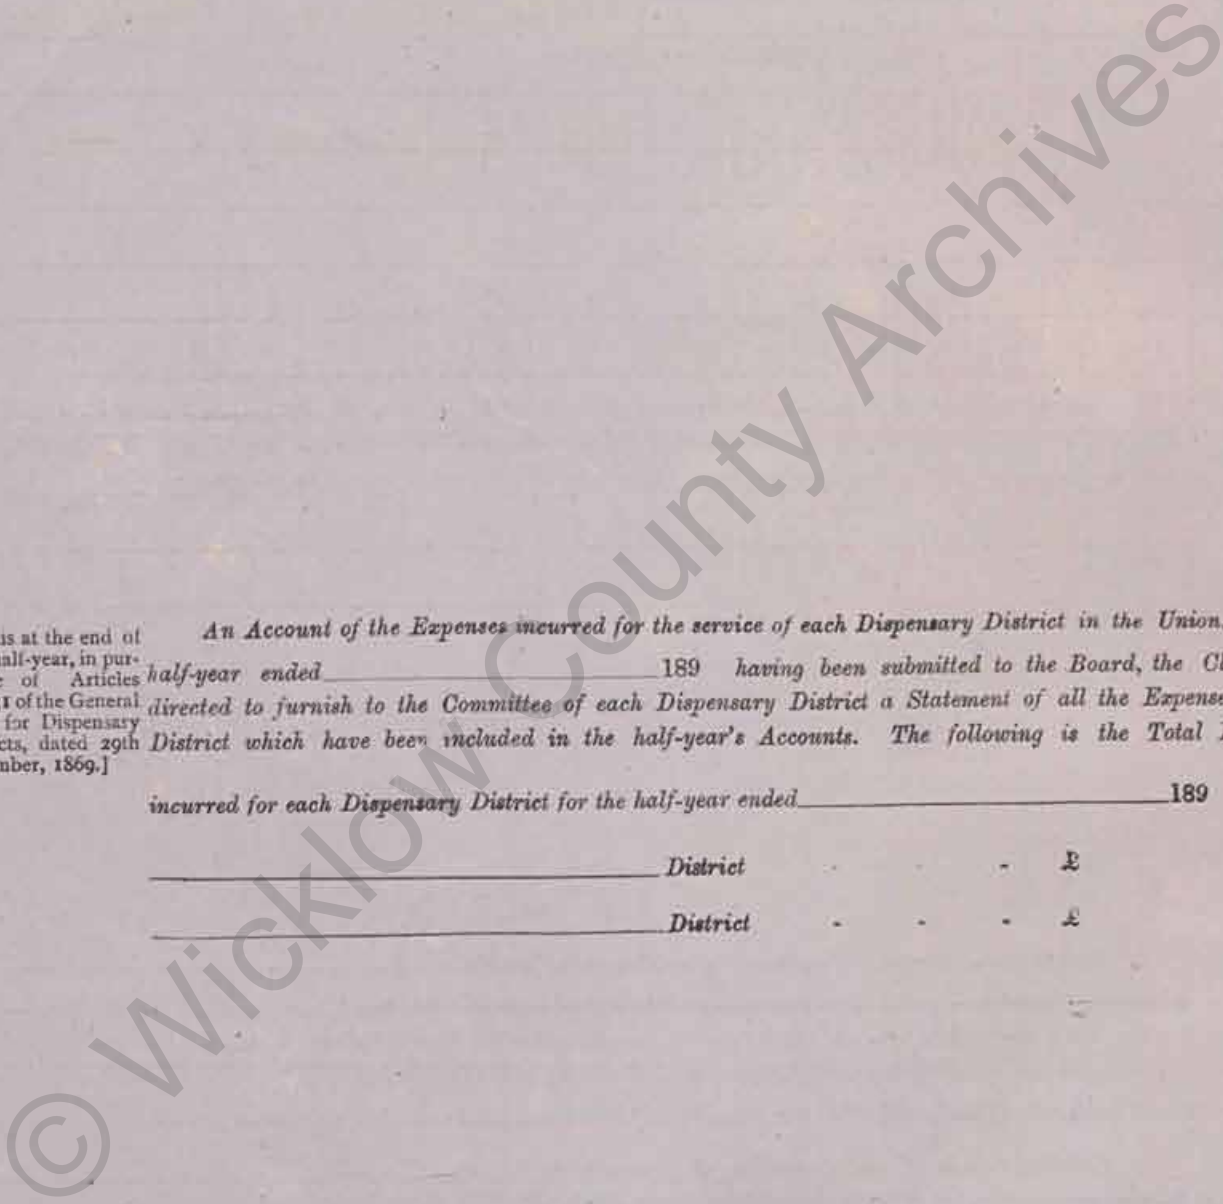 is at the end of
alf-year, in pur-
of Articles
of the General
for Dispensary
cts, dated 29th
mber, 1869.]
An Account of the Expenses incurred for the service of each Dispensary District in the Union
half-year ended 189 having been submitted to the Board, the Cl
directed to furnish to the Committee of each Dispensary District a Statement of all the Expense
District which have been included in the half-year's Accounts. The following is the Total
incurred for each Dispensary District for the half-year ended 189
District - - - £
District - - - £
© Wicklow County Archives